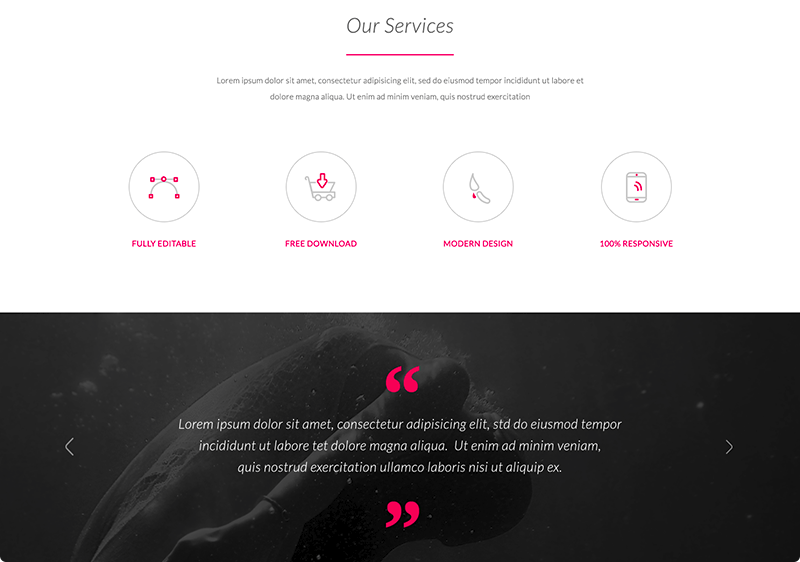 Our Services
Lorem ipsum dolor sit amet, consectetur adipisicing elit, sed do eiusmod tempor incididunt ut labore et
dolore magna aliqua. Ut enim ad minim veniam, quis nostrud exercitation
FULLY EDITABLE
FREE DOWNLOAD
MODERN DESIGN
100% RESPONSIVE
“
Lorem ipsum dolor sit amet, consectetur adipisicing elit, std do eiusmod tempor
incididunt ut labore tet dolore magna aliqua. Ut enim ad minim veniam,
quis nostrud exercitation ullamco laboris nisi ut aliquip ex.
”